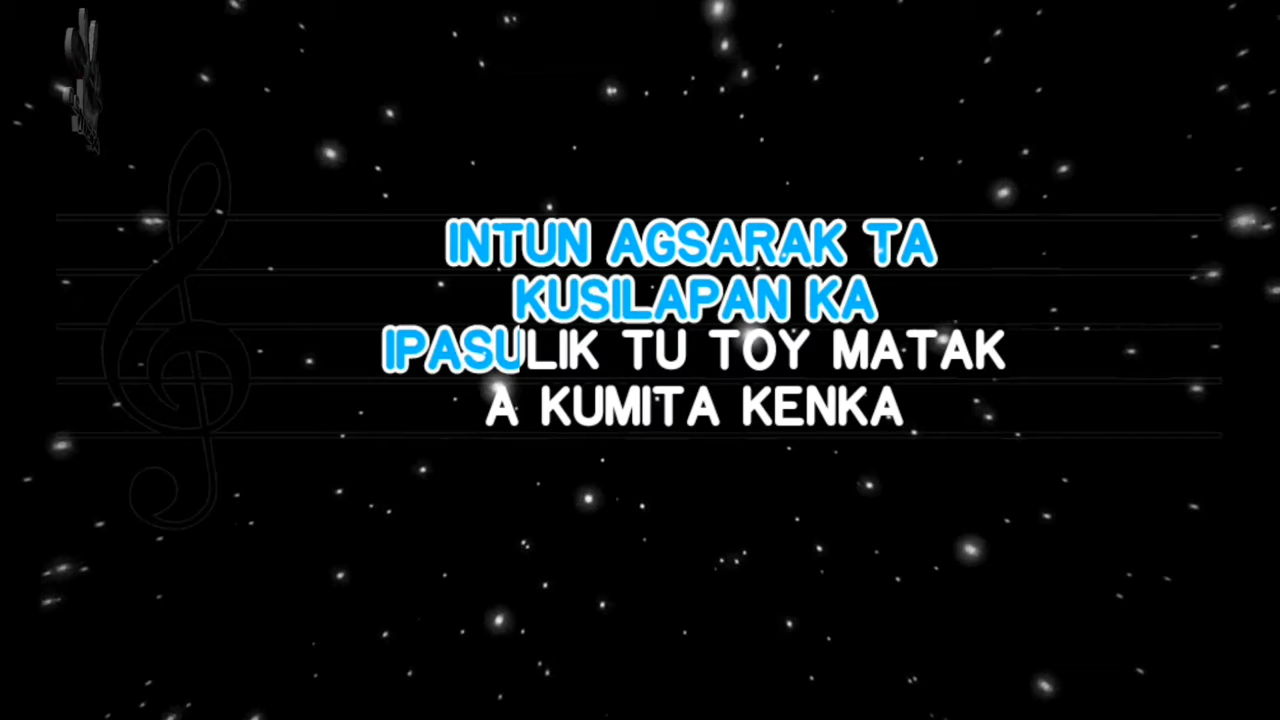 INTUN AGSARAK TA
KUSILAPAN KA
IPASULIK TU TOY MATAK
A KUMITA KENKA